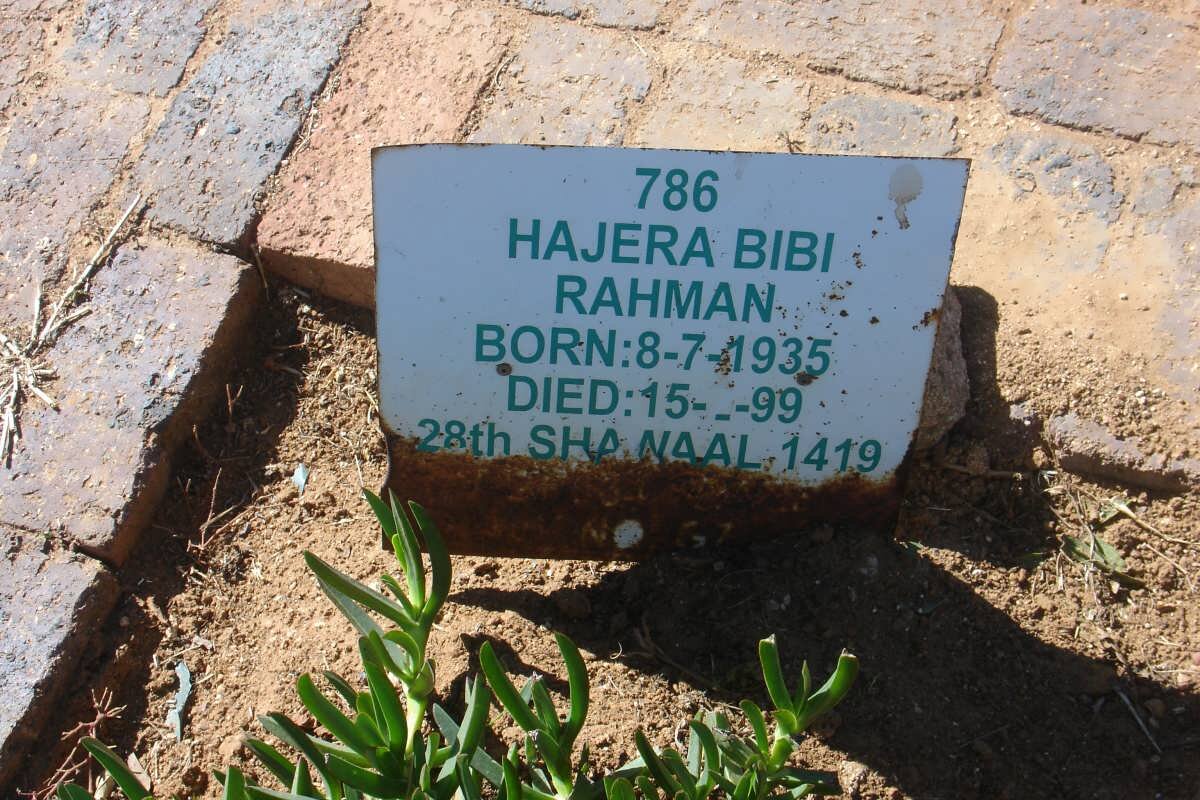 786
HAJERA BIBI
RAHMAN
BORN:8-7-1935
DIED:15-_-99
28th SHAWAAL 1419